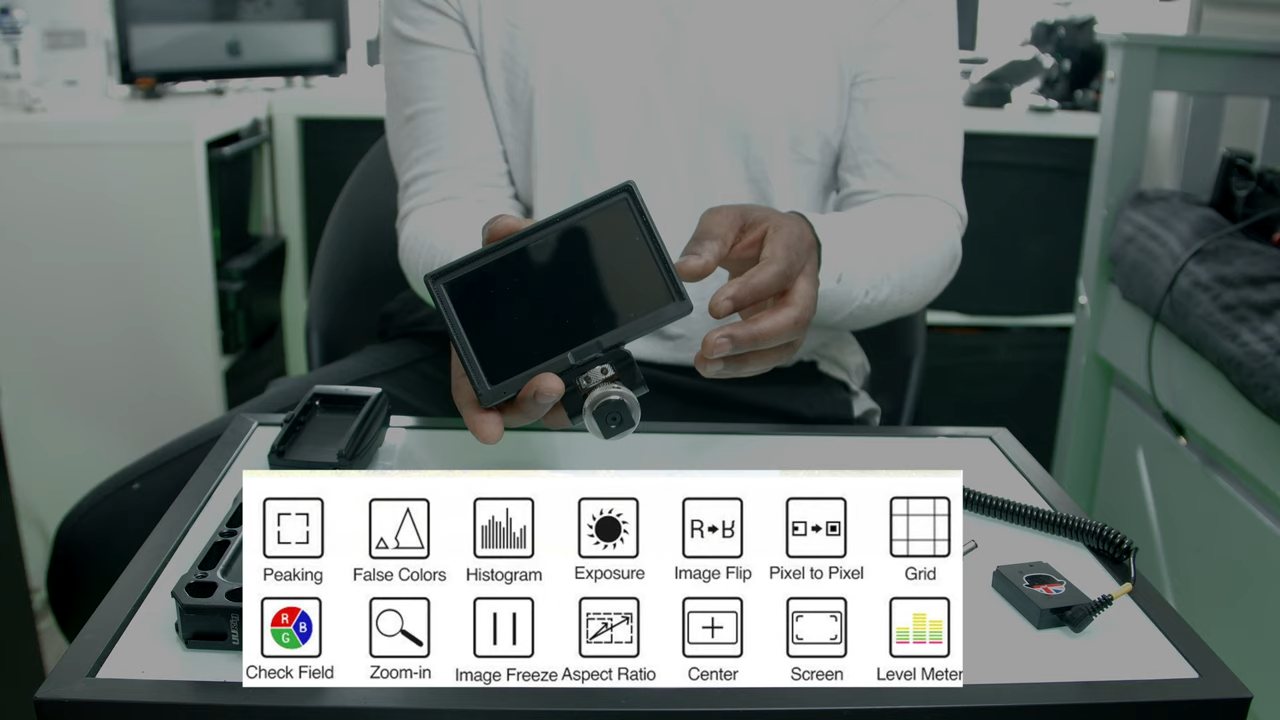 Peaking False Colors Histogram Exposure Image Flip Pixel to Pixel Grid
R B G
Check Field Zoom-in Image Freeze Aspect Ratio Center Screen Level Meter